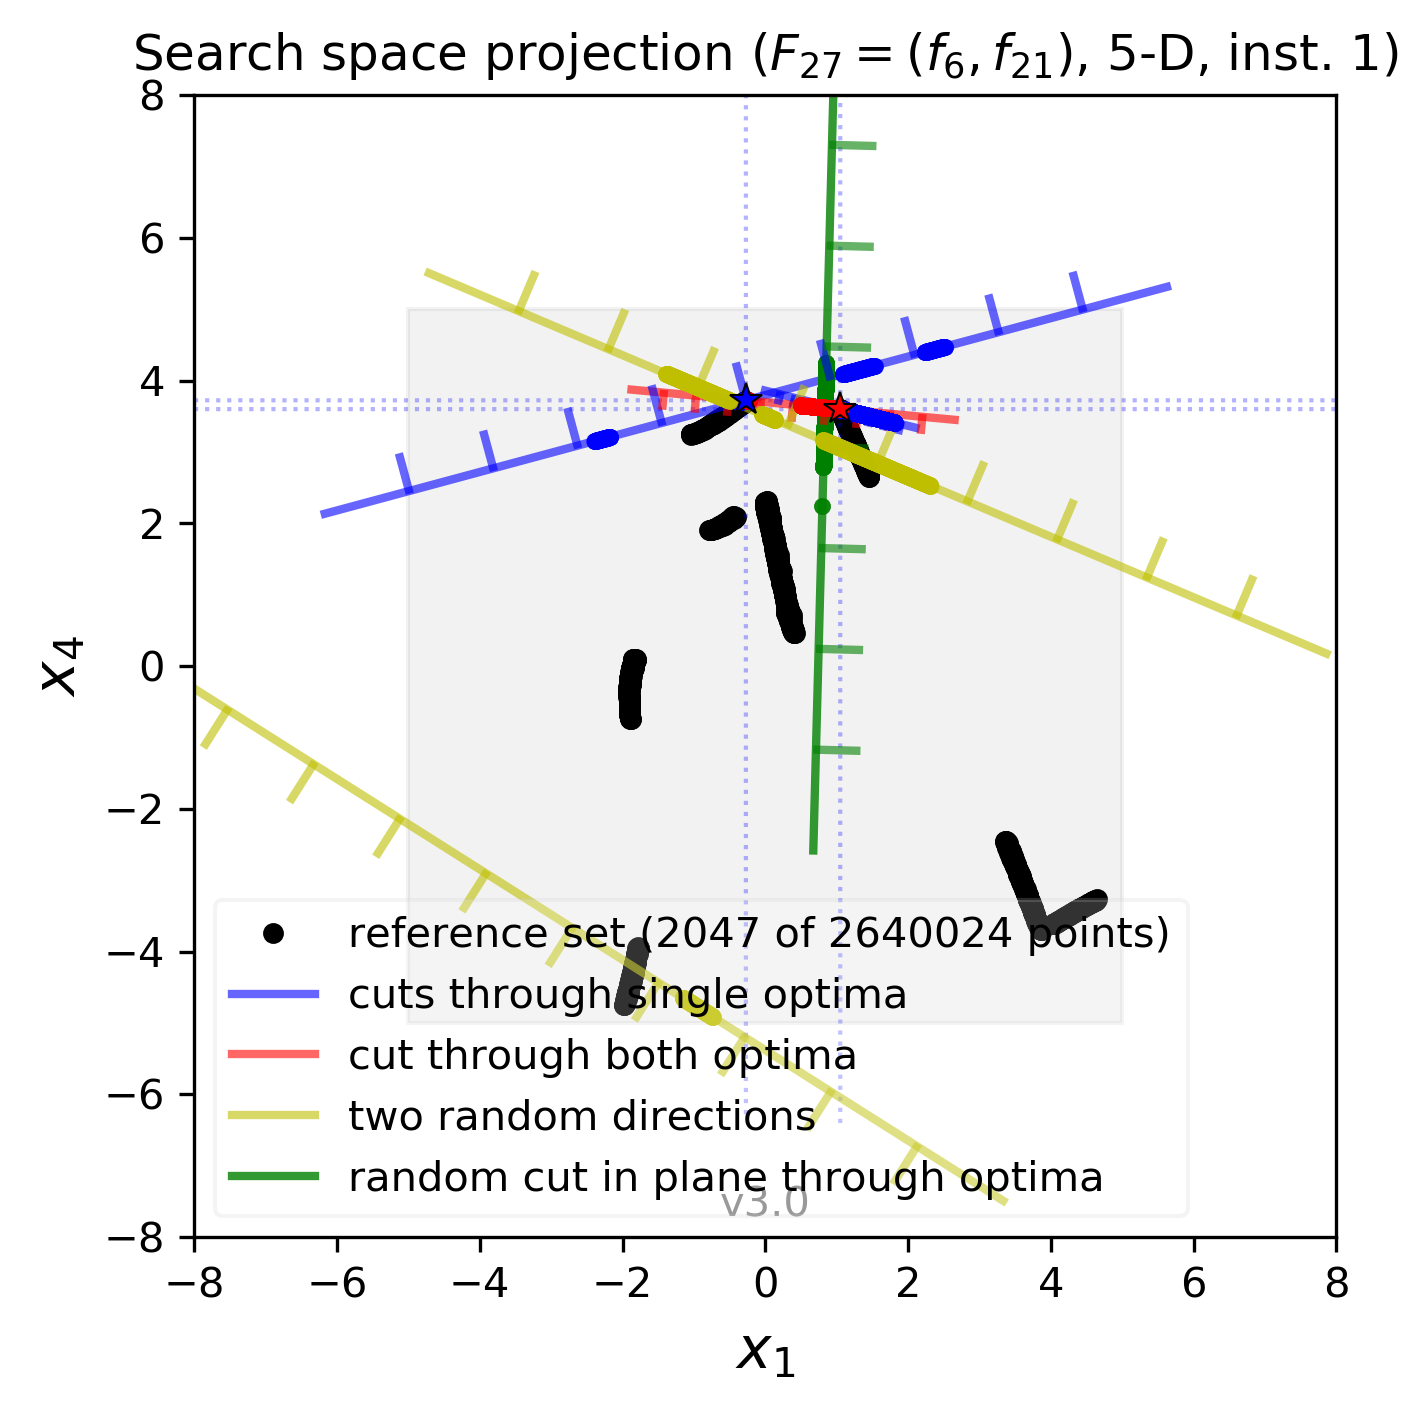 Search space projection (F₂₇ = (f₆, f₂₁), 5-D, inst. 1)
8
6
4
2
0
−2
−4
−6
−8
x₄
reference set (2047 of 2640024 points)
cuts through single optima
cut through both optima
two random directions
random cut in plane through optima
v3.0
−8 −6 −4 −2 0 2 4 6 8
x₁